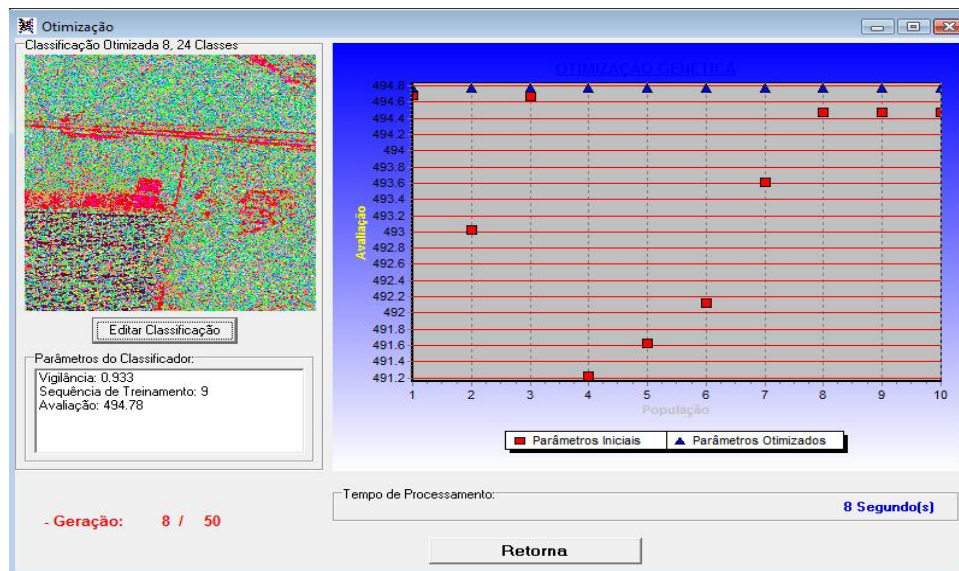 Otimização
Classificação Otimizada 8, 24 Classes
Editar Classificação
Parâmetros do Classificador:
Vigilância: 0.933
Sequência de Treinamento: 9
Avaliação: 494.78
- Geração: 8 / 50
OTIMIZAÇÃO GENÉTICA
Avaliação
494.8
494.6
494.4
494.2
494
493.8
493.6
493.4
493.2
493
492.8
492.6
492.4
492.2
492
491.8
491.6
491.4
491.2
1 2 3 4 5 6 7 8 9 10
População
Parâmetros Iniciais Parâmetros Otimizados
Tempo de Processamento:
8 Segundo(s)
Retorna